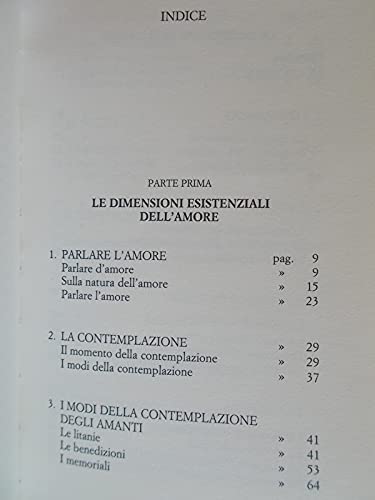 INDICE
PARTE PRIMA
LE DIMENSIONI ESISTENZIALI
DELL'AMORE
1. PARLARE L'AMORE pag. 9
Parlare d'amore » 9
Sulla natura dell'amore » 15
Parlare l'amore » 23
2. LA CONTEMPLAZIONE » 29
Il momento della contemplazione » 29
I modi della contemplazione » 37
3. I MODI DELLA CONTEMPLAZIONE
DEGLI AMANTI » 41
Le litanie » 41
Le benedizioni » 53
I memoriali » 64